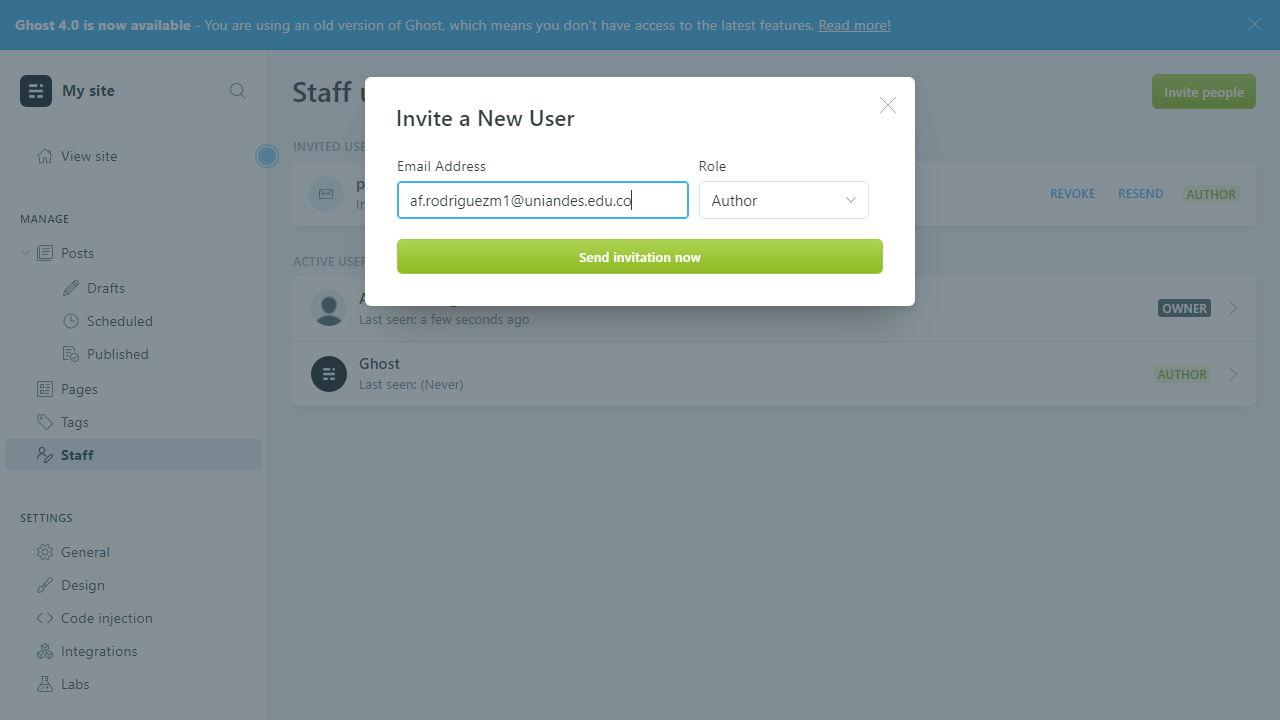 Ghost 4.0 is now available - You are using an old version of Ghost, which means you don't have access to the latest features. Read more!
My site
View site
MANAGE
Posts
Drafts
Scheduled
Published
Pages
Tags
Staff
SETTINGS
General
Design
Code injection
Integrations
Labs
Staff
Invite people
INVITED USE
REVOKE
RESEND
AUTHOR
ACTIVE USER
Last seen: a few seconds ago
OWNER
Ghost
Last seen: (Never)
AUTHOR
Invite a New User
Email Address
Role
af.rodriguezm1@uniandes.edu.co
Author
Send invitation now